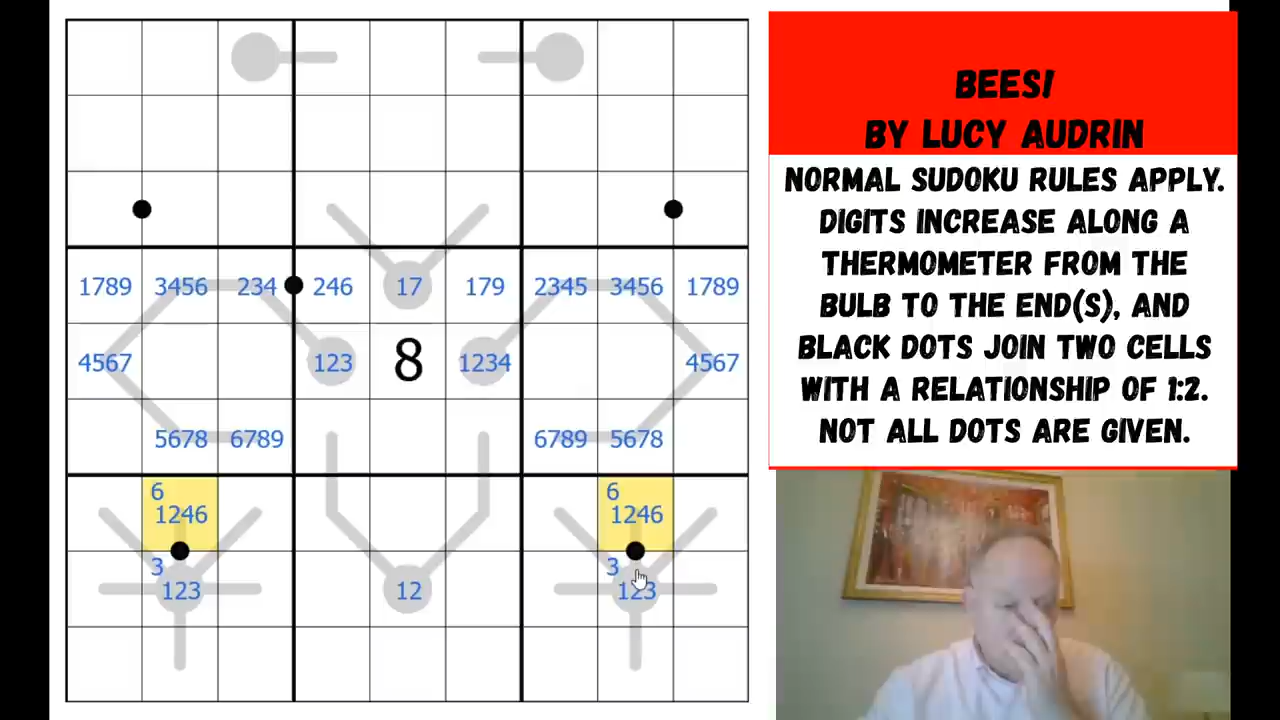 BEES!
BY LUCY AUDRIN
NORMAL SUDOKU RULES APPLY.
DIGITS INCREASE ALONG A
THERMOMETER FROM THE
BULB TO THE END(S), AND
BLACK DOTS JOIN TWO CELLS
WITH A RELATIONSHIP OF 1:2.
NOT ALL DOTS ARE GIVEN.
1789 3456 234 246 17 179 2345 3456 1789
4567 123 8 1234 4567
5678 6789 6789 5678
6 6
1246 1246
3 3
123 12 123